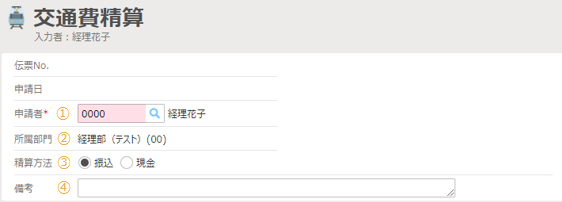 交通費精算
入力者：経理花子
伝票No.
申請日
申請者* ① 0000 経理花子
所属部門 ② 経理部（テスト）(00)
精算方法 ③ 振込 現金
備考 ④